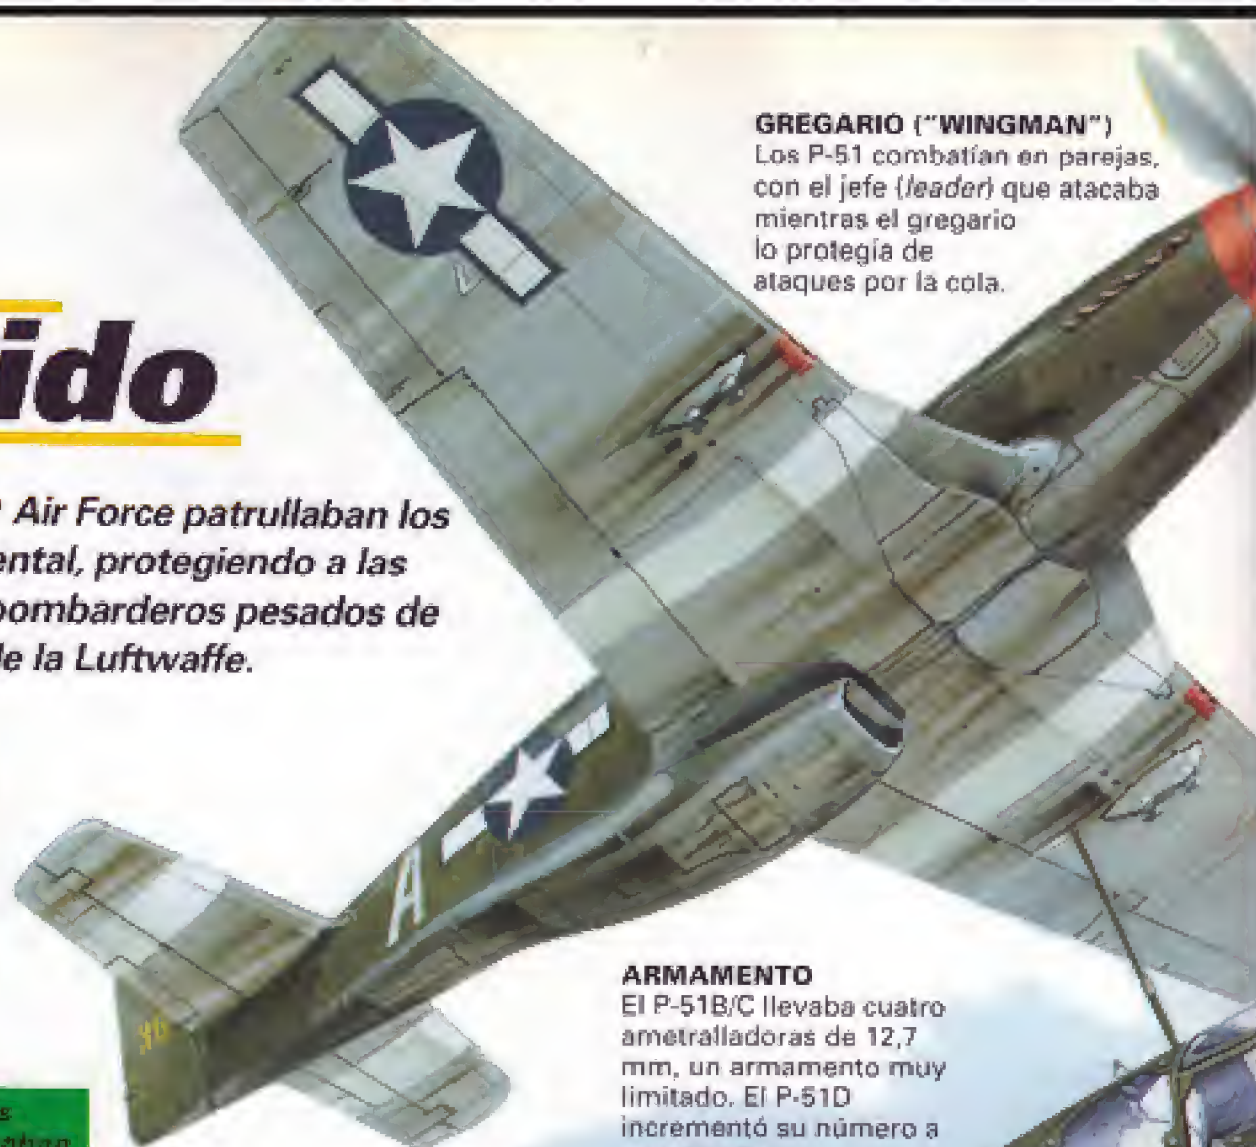 GREGARIO ("WINGMAN")
Los P-51 combatían en parejas,
con el jefe (leader) que atacaba
mientras el gregario
lo protegía de
ataques por la cola.
ido
Air Force patrullaban los
ental, protegiendo a las
bombarderos pesados de
de la Luftwaffe.
A
36
ARMAMENTO
El P-51B/C llevaba cuatro
ametralladoras de 12,7
mm, un armamento muy
limitado. El P-51D
incrementó su número a